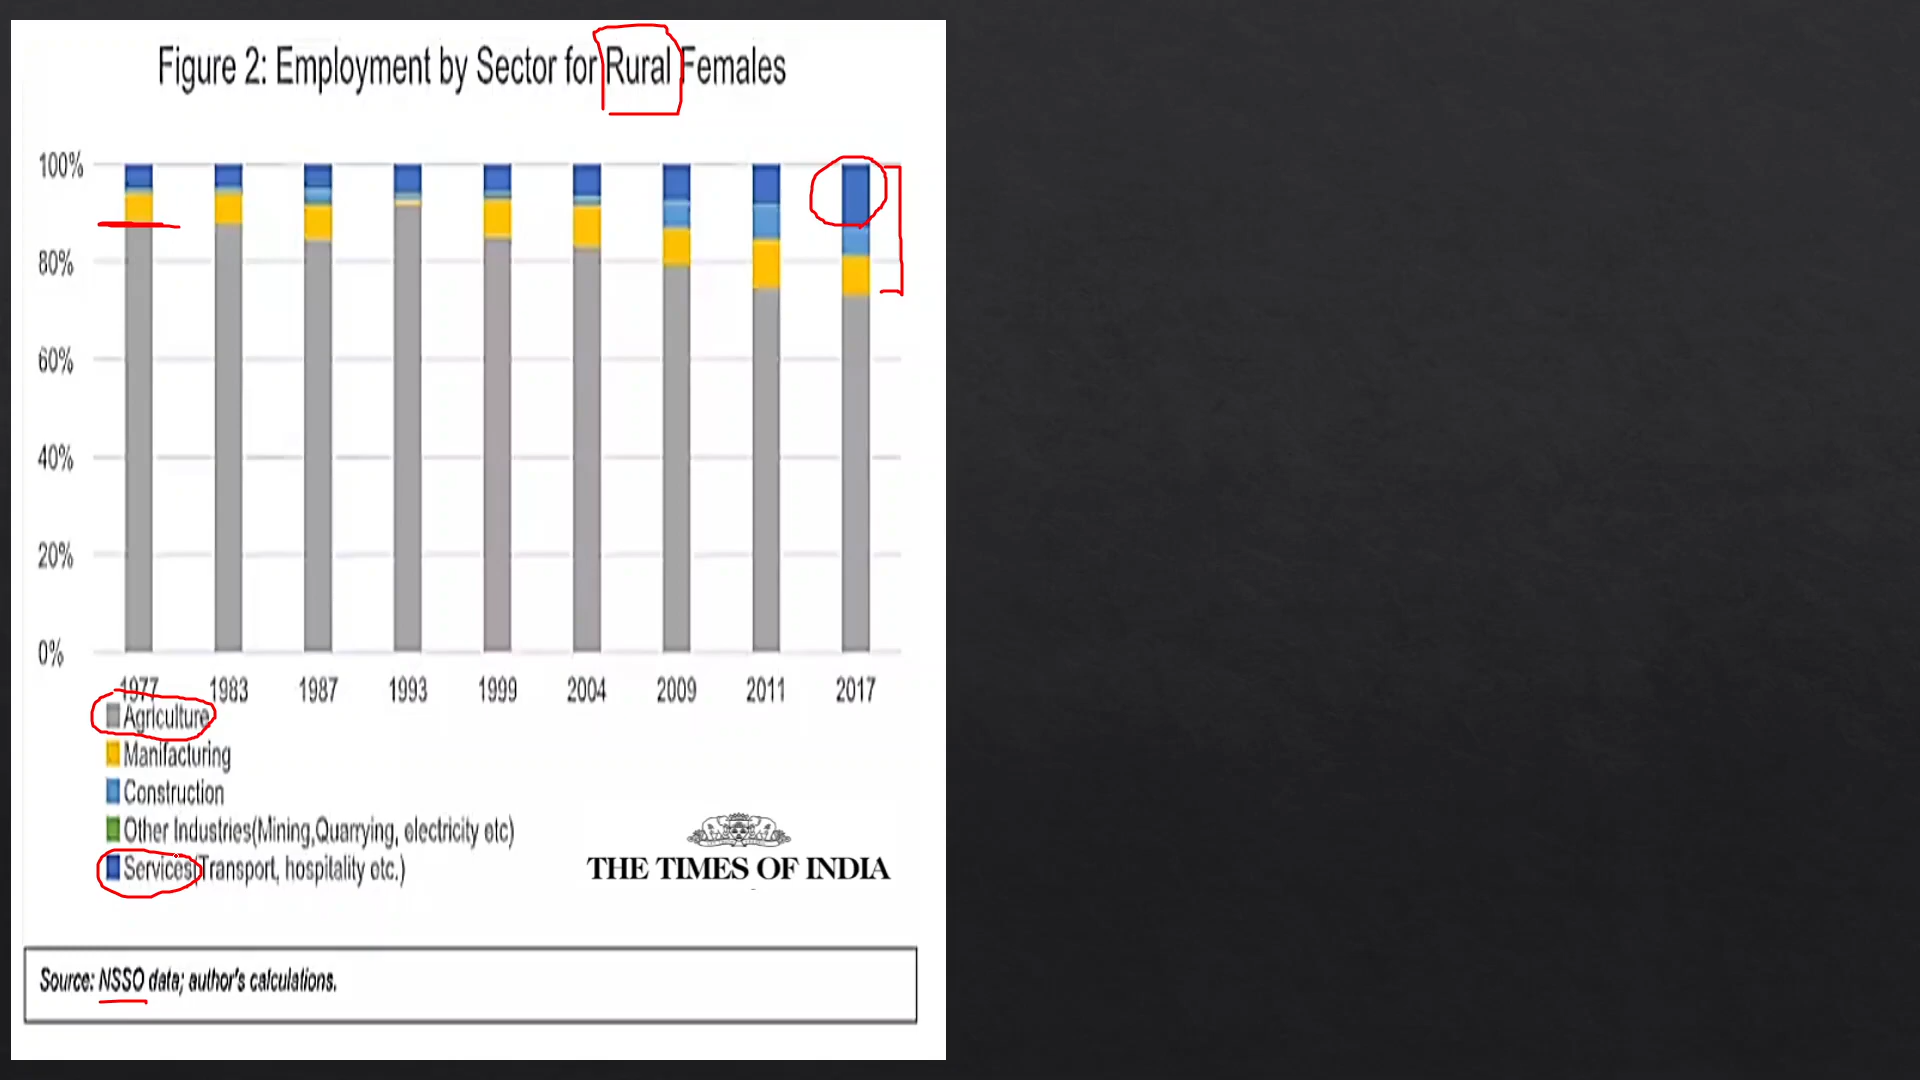 Figure 2: Employment by Sector for Rural Females
100%
80%
60%
40%
20%
0%
1977 1983 1987 1993 1999 2004 2009 2011 2017
Agriculture
Manifacturing
Construction
Other Industries(Mining,Quarrying, electricity etc)
Services(Transport, hospitality etc.)
THE TIMES OF INDIA
Source: NSSO data; author's calculations.